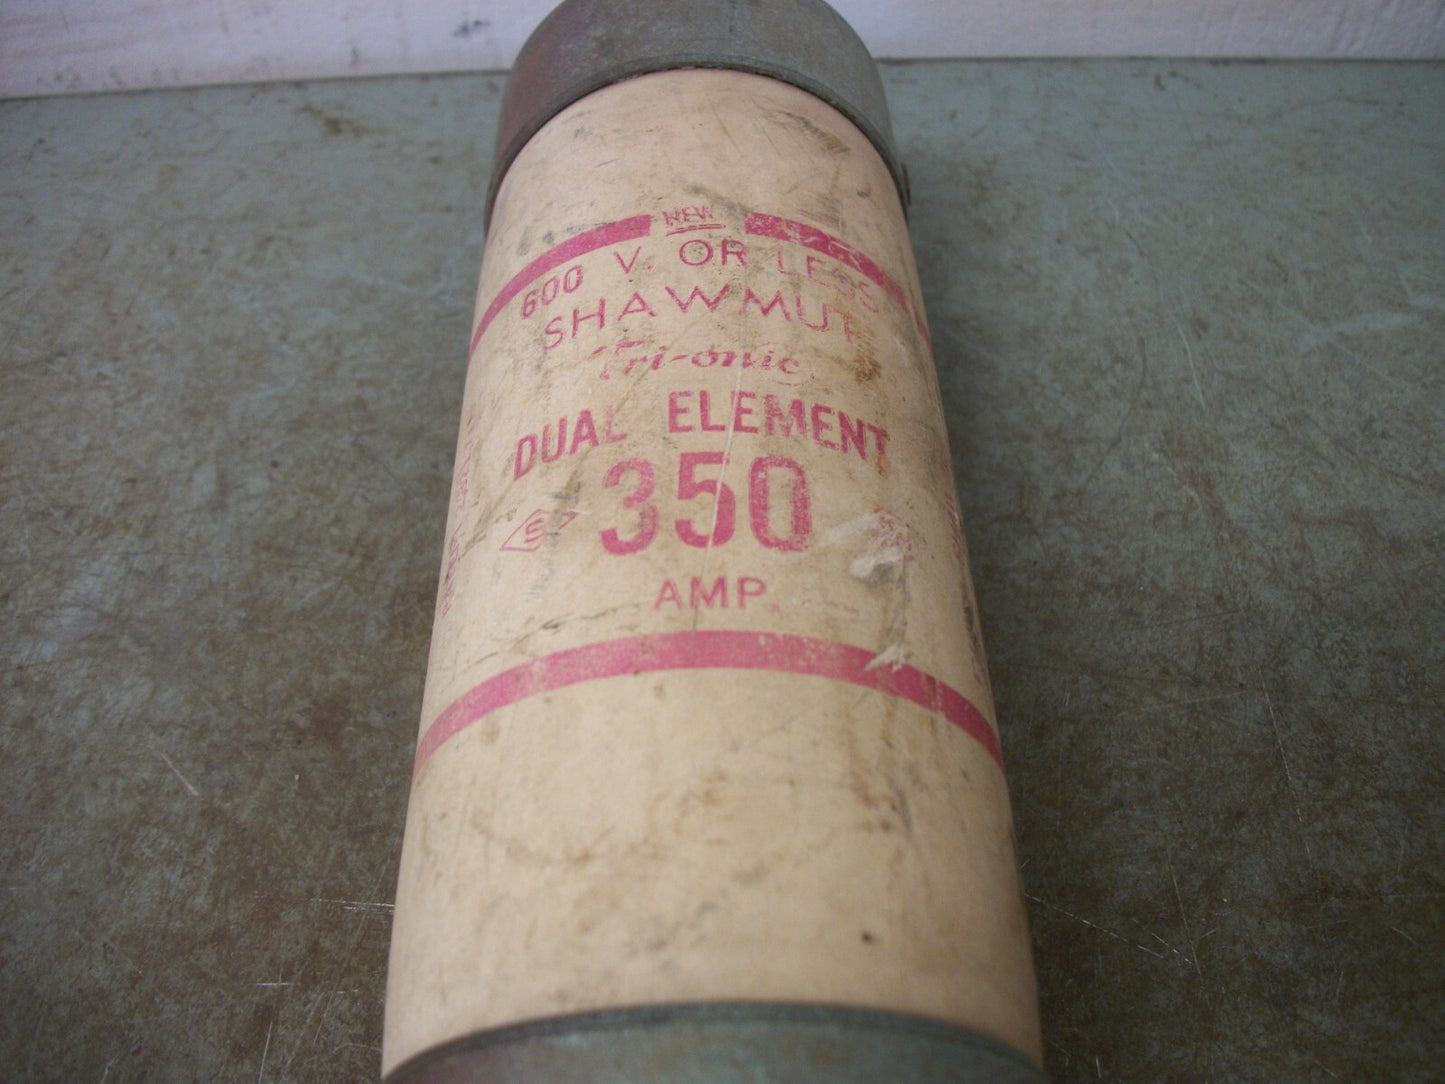 NEW
600 V. OR LESS
SHAWMUT
Tri-onic
DUAL ELEMENT
S 350
AMP.